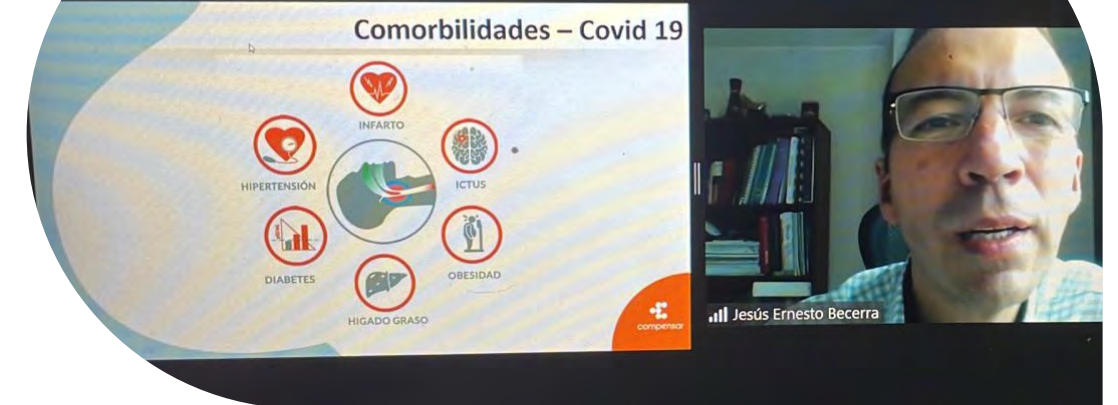 Comorbilidades – Covid 19
INFARTO
HIPERTENSIÓN
ICTUS
DIABETES
OBESIDAD
HIGADO GRASO
compensar
Jesús Ernesto Becerra